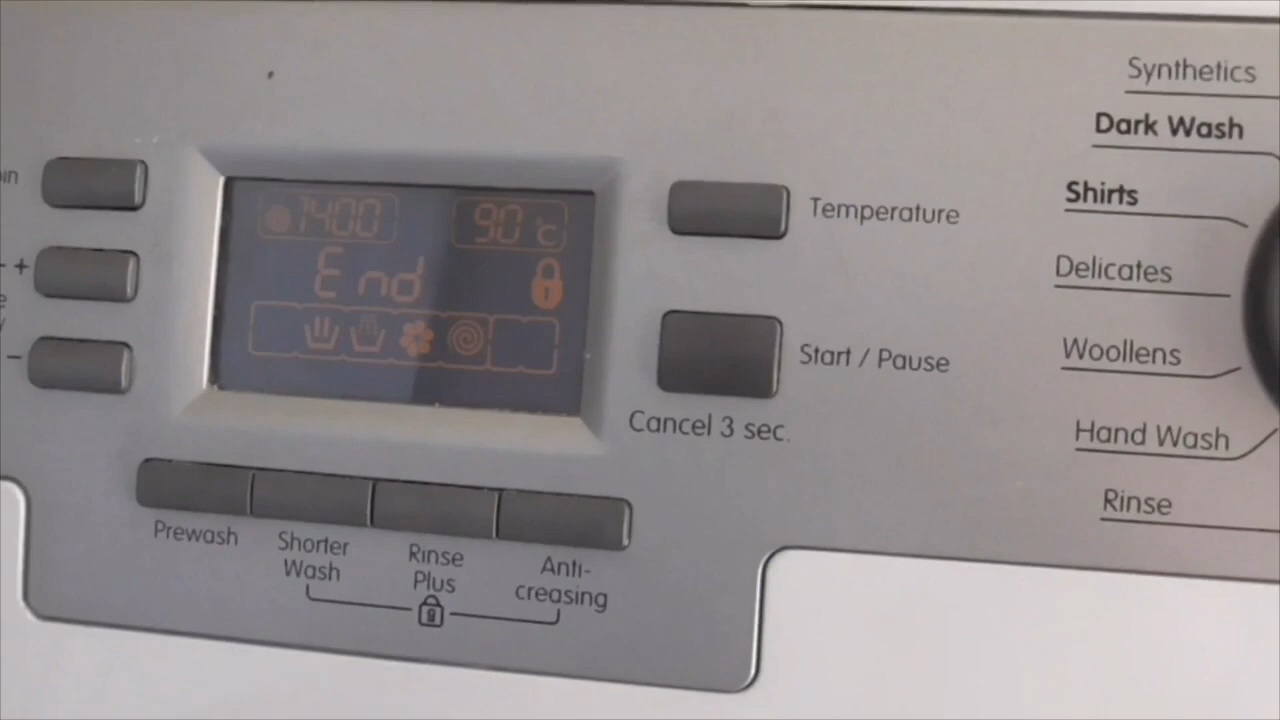 1400
90 °C
End
+
-
Temperature
Start / Pause
Cancel 3 sec.
Prewash
Shorter
Wash
Rinse
Plus
Anti-
creasing
Synthetics
Dark Wash
Shirts
Delicates
Woollens
Hand Wash
Rinse